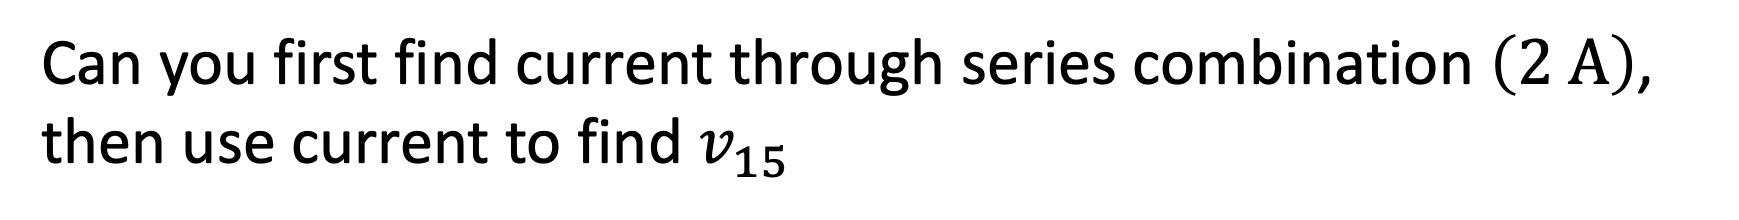 Can you first find current through series combination (2 A),
then use current to find v₁₅